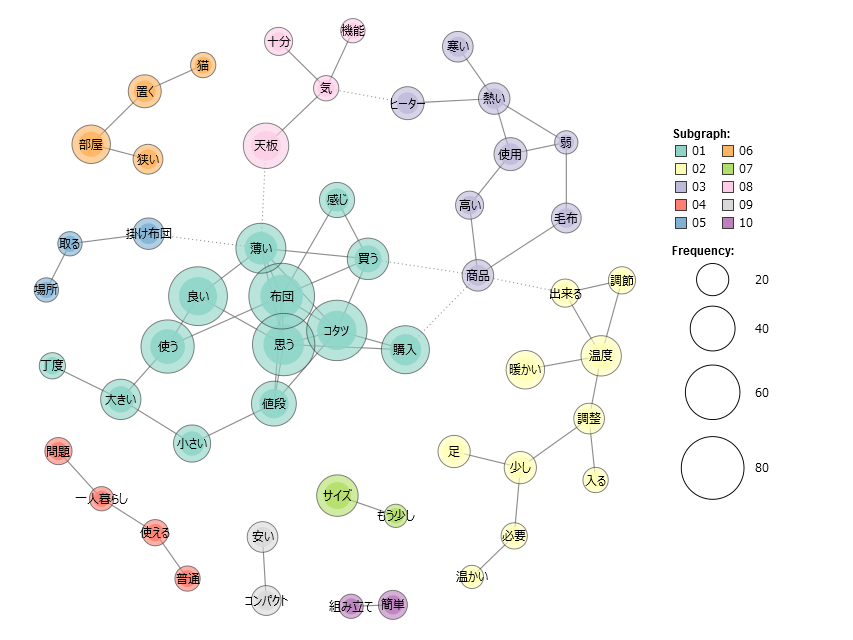 十分
機能
猫
気
置く
天板
部屋
狭い
寒い
熱い
ヒーター
弱
使用
高い
毛布
商品
感じ
薄い
買う
良い
布団
コタツ
思う
購入
使う
大きい
値段
丁度
小さい
取る
掛け布団
場所
出来る
調節
温度
暖かい
調整
足
少し
入る
必要
温かい
問題
一人暮らし
使える
普通
サイズ
もう少し
安い
コンパクト
組み立て
簡単
Subgraph:
01 06
02 07
03 08
04 09
05 10
Frequency:
20
40
60
80